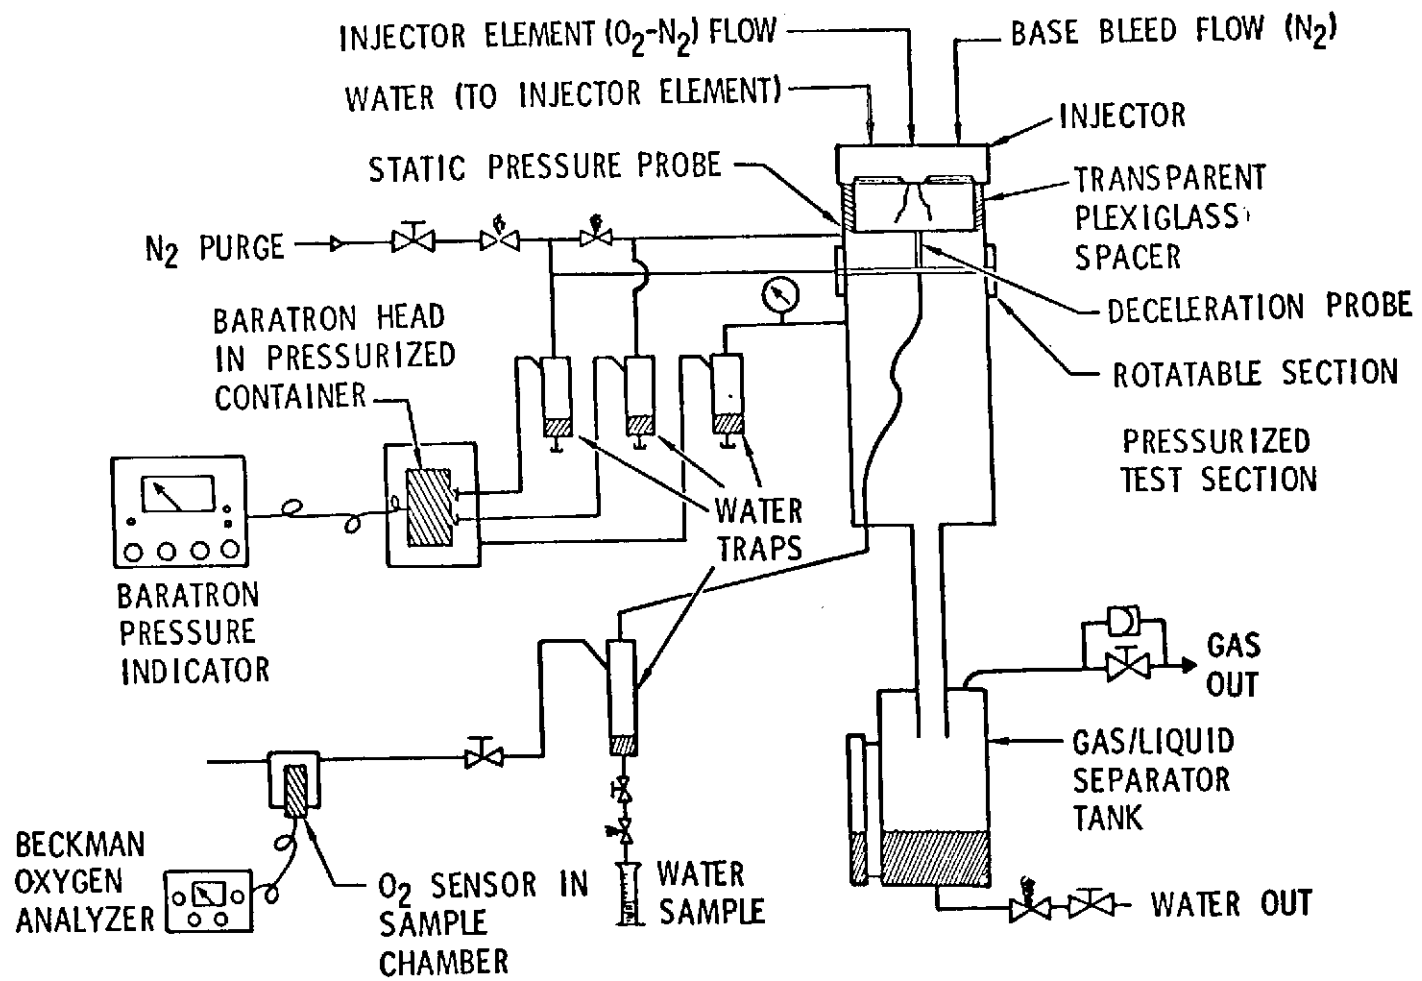 INJECTOR ELEMENT (O₂-N₂) FLOW
BASE BLEED FLOW (N₂)
WATER (TO INJECTOR ELEMENT)
INJECTOR
STATIC PRESSURE PROBE
TRANSPARENT
PLEXIGLASS
SPACER
N₂ PURGE
DECELERATION PROBE
BARATRON HEAD
IN PRESSURIZED
CONTAINER
ROTATABLE SECTION
PRESSURIZED
TEST SECTION
WATER
TRAPS
BARATRON
PRESSURE
INDICATOR
GAS
OUT
GAS/LIQUID
SEPARATOR
TANK
BECKMAN
OXYGEN
ANALYZER
O₂ SENSOR IN
SAMPLE
CHAMBER
WATER
SAMPLE
WATER OUT